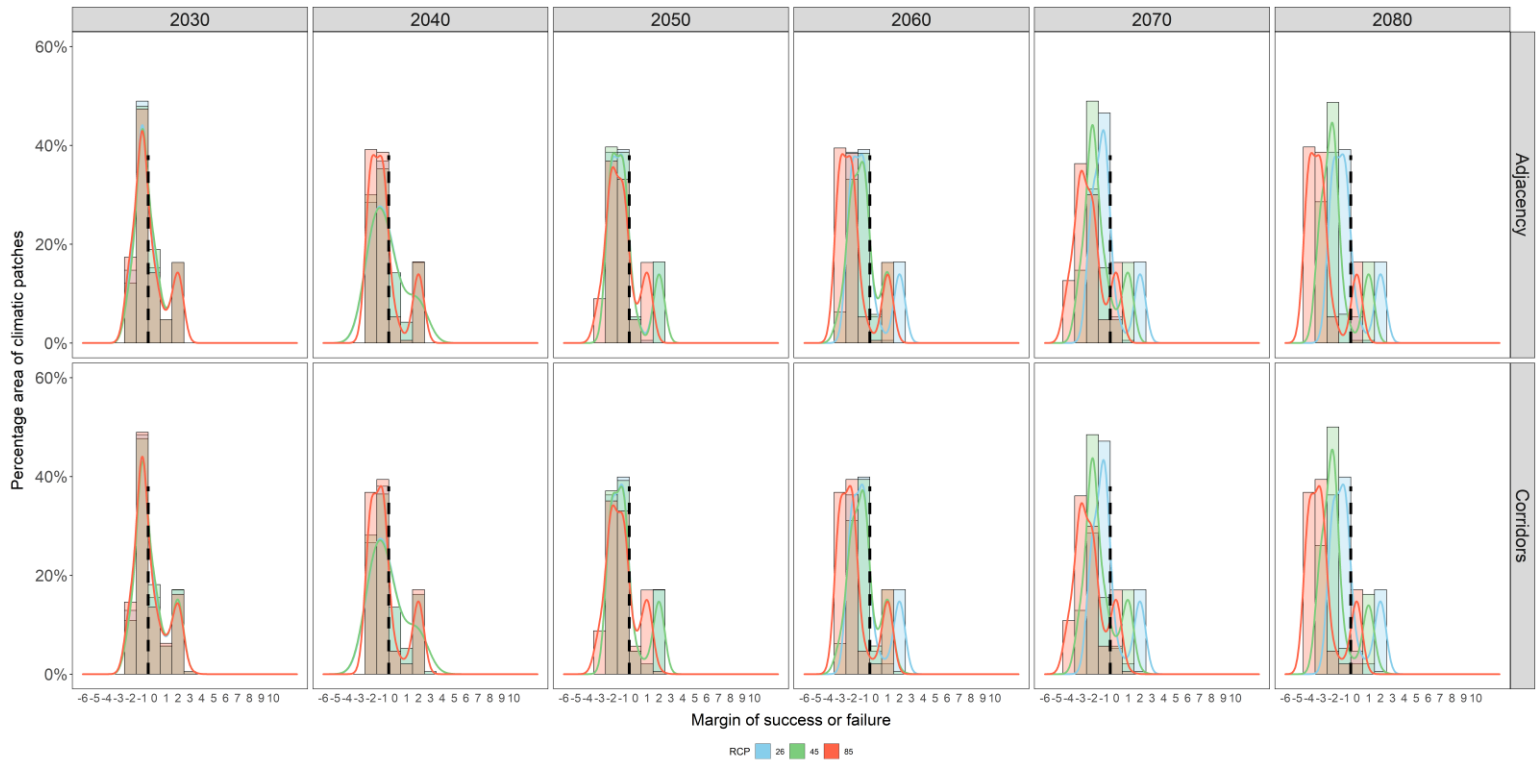 2030 2040 2050 2060 2070 2080
60%
40%
20%
0%
Adjacency
60%
40%
20%
0%
Corridors
Percentage area of climatic patches
-6-5-4-3-2-1 0 1 2 3 4 5 6 7 8 9 10 -6-5-4-3-2-1 0 1 2 3 4 5 6 7 8 9 10 -6-5-4-3-2-1 0 1 2 3 4 5 6 7 8 9 10 -6-5-4-3-2-1 0 1 2 3 4 5 6 7 8 9 10 -6-5-4-3-2-1 0 1 2 3 4 5 6 7 8 9 10 -6-5-4-3-2-1 0 1 2 3 4 5 6 7 8 9 10
Margin of success or failure
RCP 26 45 85